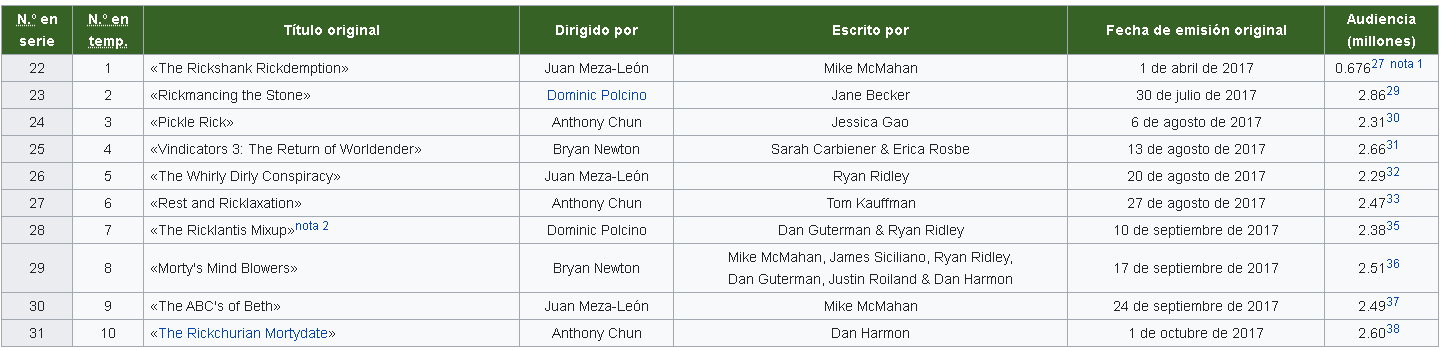 N.º en serie N.º en temp. Título original Dirigido por Escrito por Fecha de emisión original Audiencia (millones)
22 1 «The Rickshank Rickdemption» Juan Meza-León Mike McMahan 1 de abril de 2017 0.676 27 nota 1
23 2 «Rickmancing the Stone» Dominic Polcino Jane Becker 30 de julio de 2017 2.86 29
24 3 «Pickle Rick» Anthony Chun Jessica Gao 6 de agosto de 2017 2.31 30
25 4 «Vindicators 3: The Return of Worldender» Bryan Newton Sarah Carbiener & Erica Rosbe 13 de agosto de 2017 2.66 31
26 5 «The Whirly Dirly Conspiracy» Juan Meza-León Ryan Ridley 20 de agosto de 2017 2.29 32
27 6 «Rest and Ricklaxation» Anthony Chun Tom Kauffman 27 de agosto de 2017 2.47 33
28 7 «The Ricklantis Mixup» nota 2 Dominic Polcino Dan Guterman & Ryan Ridley 10 de septiembre de 2017 2.38 35
29 8 «Morty's Mind Blowers» Bryan Newton Mike McMahan, James Siciliano, Ryan Ridley, Dan Guterman, Justin Roiland & Dan Harmon 17 de septiembre de 2017 2.51 36
30 9 «The ABC's of Beth» Juan Meza-León Mike McMahan 24 de septiembre de 2017 2.49 37
31 10 «The Rickchurian Mortydate» Anthony Chun Dan Harmon 1 de octubre de 2017 2.60 38